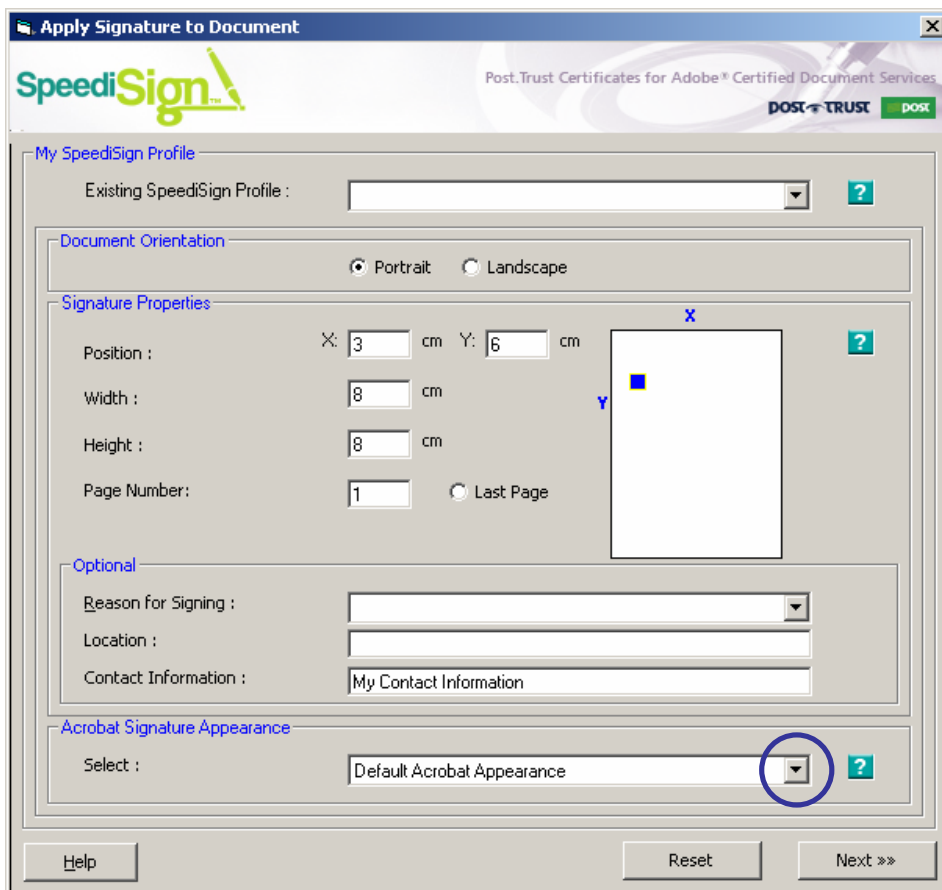 Apply Signature to Document
SpeediSign™
Post.Trust Certificates for Adobe® Certified Document Services
POST TRUST post
My SpeediSign Profile
Existing SpeediSign Profile : ?
Document Orientation
Portrait Landscape
Signature Properties
X
Position : X: 3 cm Y: 6 cm ?
Width : 8 cm Y
Height : 8 cm
Page Number: 1 Last Page
Optional
Reason for Signing :
Location :
Contact Information : My Contact Information
Acrobat Signature Appearance
Select : Default Acrobat Appearance ?
Help Reset Next »»